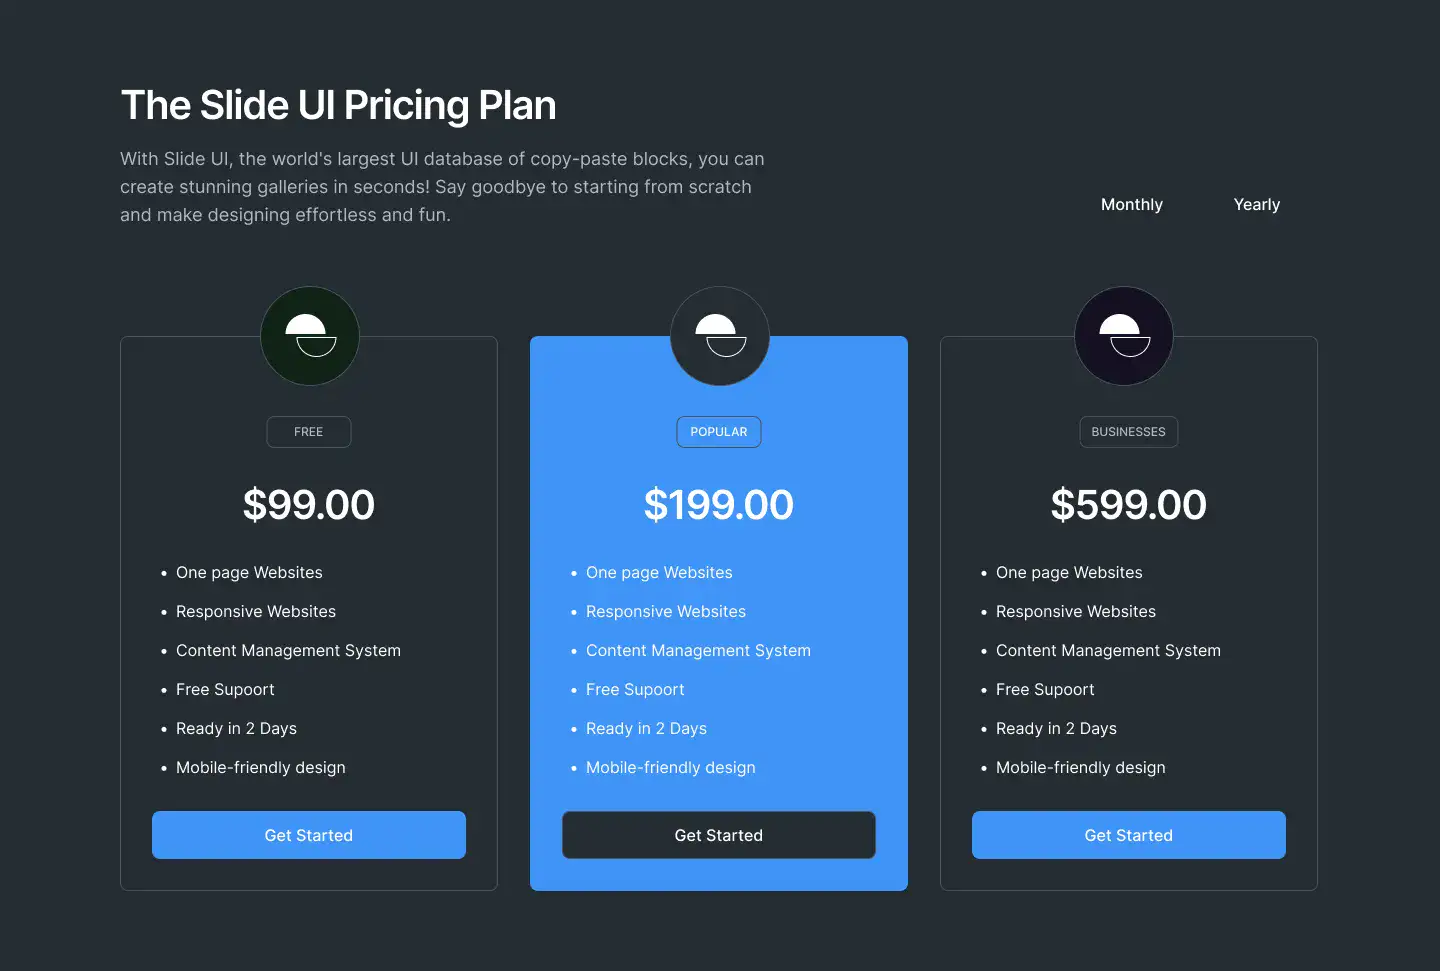 The Slide UI Pricing Plan
With Slide UI, the world's largest UI database of copy-paste blocks, you can
create stunning galleries in seconds! Say goodbye to starting from scratch
and make designing effortless and fun.
Monthly
Yearly
FREE
$99.00
• One page Websites
• Responsive Websites
• Content Management System
• Free Supoort
• Ready in 2 Days
• Mobile-friendly design
Get Started
POPULAR
$199.00
• One page Websites
• Responsive Websites
• Content Management System
• Free Supoort
• Ready in 2 Days
• Mobile-friendly design
Get Started
BUSINESSES
$599.00
• One page Websites
• Responsive Websites
• Content Management System
• Free Supoort
• Ready in 2 Days
• Mobile-friendly design
Get Started